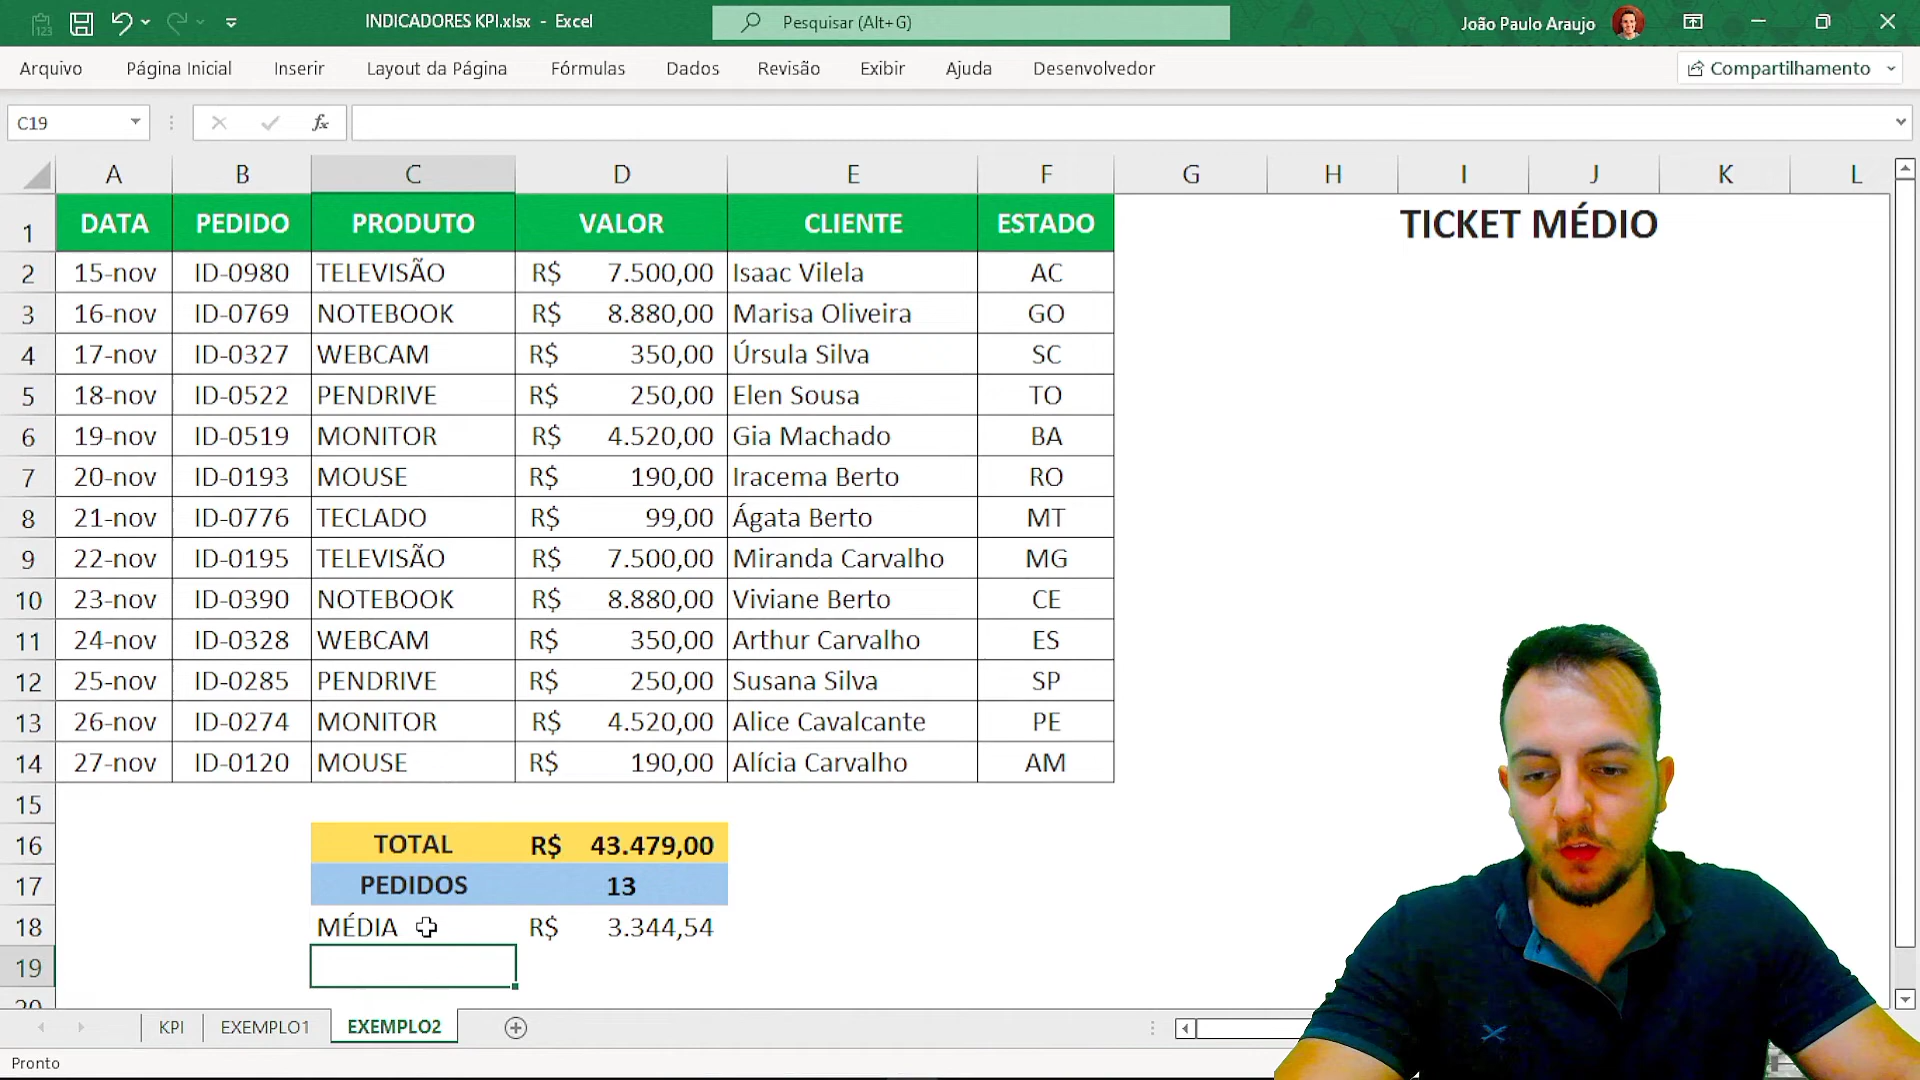 INDICADORES KPI.xlsx - Excel
Pesquisar (Alt+G)
João Paulo Araujo
Arquivo Página Inicial Inserir Layout da Página Fórmulas Dados Revisão Exibir Ajuda Desenvolvedor Compartilhamento
C19 fx
A B C D E F G H I J K L
1 DATA PEDIDO PRODUTO VALOR CLIENTE ESTADO TICKET MÉDIO
2 15-nov ID-0980 TELEVISÃO R$ 7.500,00 Isaac Vilela AC
3 16-nov ID-0769 NOTEBOOK R$ 8.880,00 Marisa Oliveira GO
4 17-nov ID-0327 WEBCAM R$ 350,00 Úrsula Silva SC
5 18-nov ID-0522 PENDRIVE R$ 250,00 Elen Sousa TO
6 19-nov ID-0519 MONITOR R$ 4.520,00 Gia Machado BA
7 20-nov ID-0193 MOUSE R$ 190,00 Iracema Berto RO
8 21-nov ID-0776 TECLADO R$ 99,00 Ágata Berto MT
9 22-nov ID-0195 TELEVISÃO R$ 7.500,00 Miranda Carvalho MG
10 23-nov ID-0390 NOTEBOOK R$ 8.880,00 Viviane Berto CE
11 24-nov ID-0328 WEBCAM R$ 350,00 Arthur Carvalho ES
12 25-nov ID-0285 PENDRIVE R$ 250,00 Susana Silva SP
13 26-nov ID-0274 MONITOR R$ 4.520,00 Alice Cavalcante PE
14 27-nov ID-0120 MOUSE R$ 190,00 Alícia Carvalho AM
15
16 TOTAL R$ 43.479,00
17 PEDIDOS 13
18 MÉDIA R$ 3.344,54
19
20
KPI EXEMPLO1 EXEMPLO2
Pronto